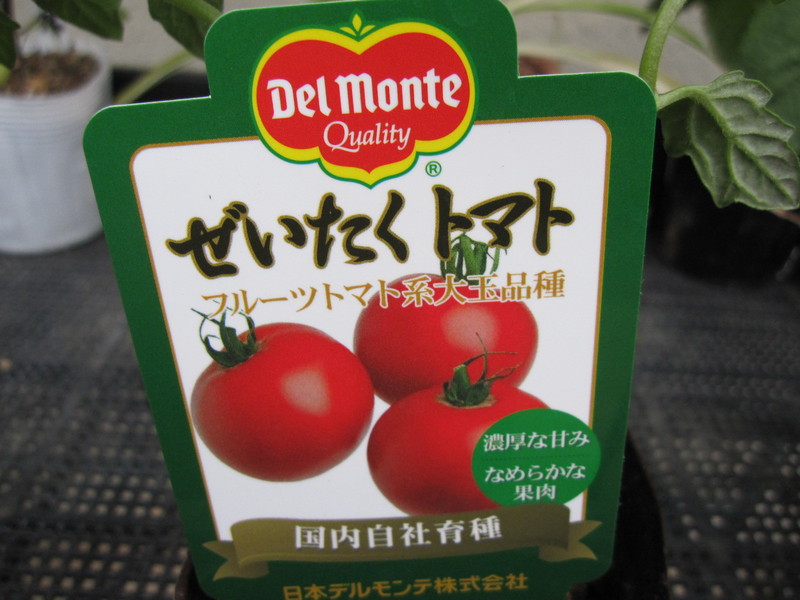 Del Monte
Quality
®
ぜいたくトマト
フルーツトマト系大玉品種
濃厚な甘み
なめらかな
果肉
国内自社育種
日本デルモンテ株式会社